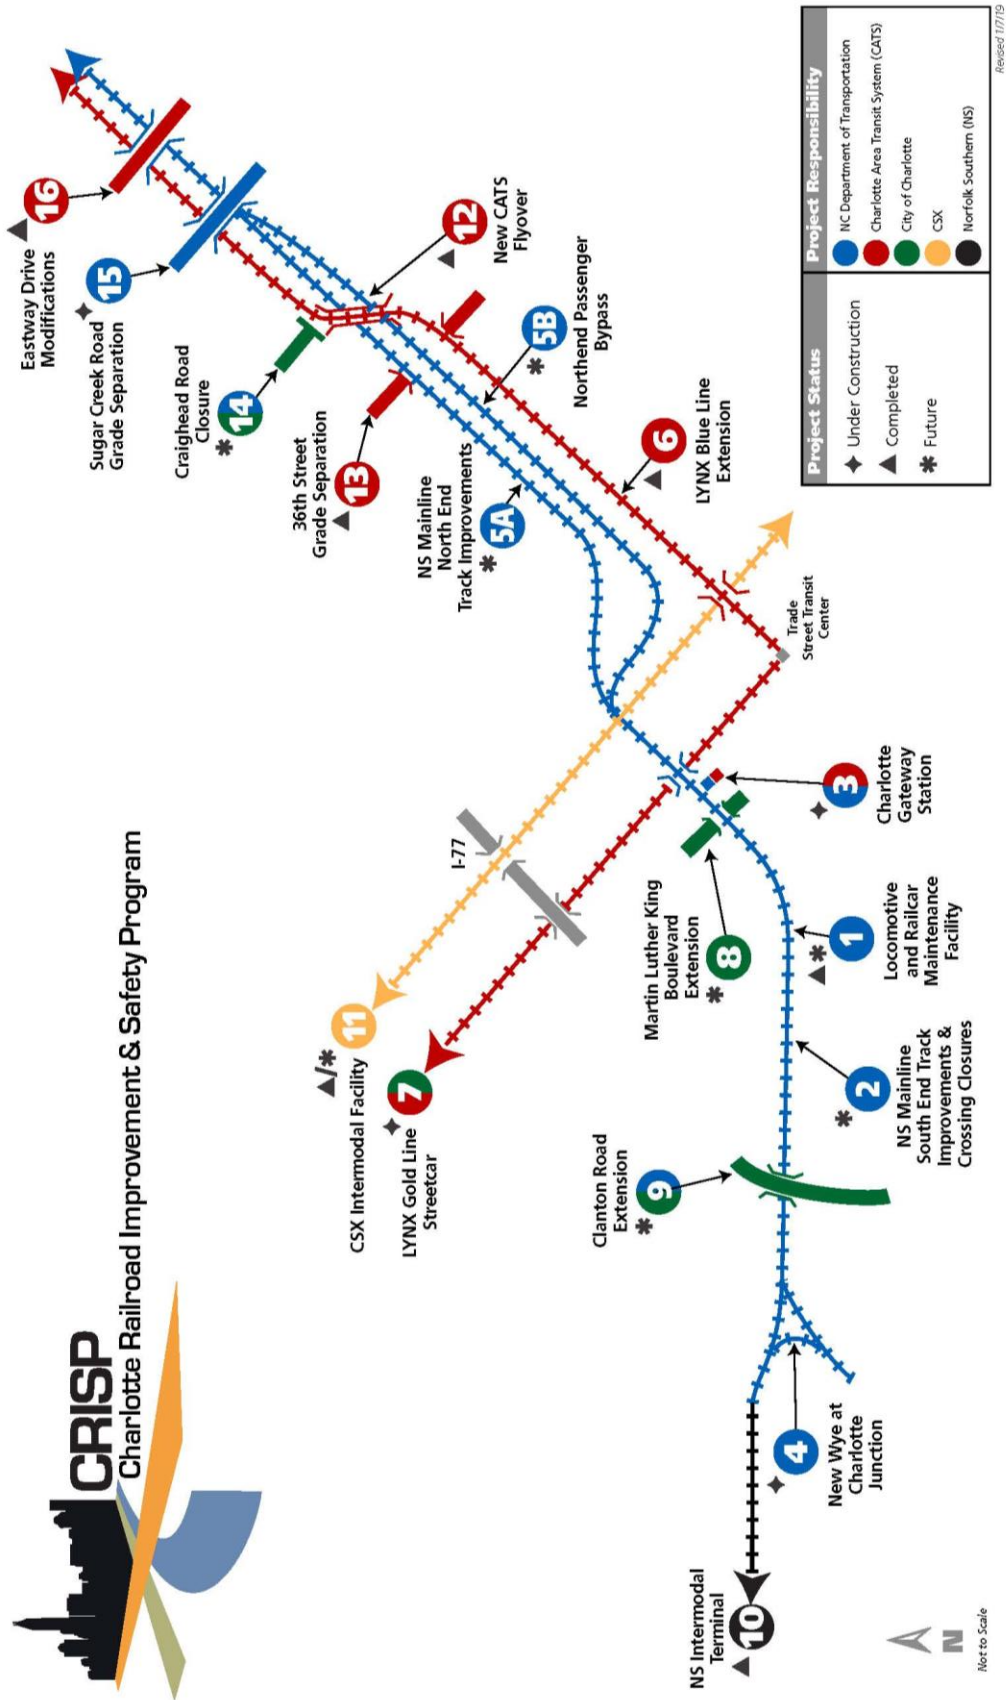 CRISP
Charlotte Railroad Improvement & Safety Program
Eastway Drive
Modifications
16
Sugar Creek Road
Grade Separation
15
Craighead Road
Closure
14
36th Street
Grade Separation
13
New CATS
Flyover
12
NS Mainline
North End
Track Improvements
5A
Northend Passenger
Bypass
5B
LYNX Blue Line
Extension
6
I-77
CSX Intermodal Facility
11
LYNX Gold Line
Streetcar
7
Trade
Street Transit
Center
Charlotte
Gateway
Station
3
Martin Luther King
Boulevard
Extension
8
Locomotive
and Railcar
Maintenance
Facility
1
NS Mainline
South End Track
Improvements &
Crossing Closures
2
Clanton Road
Extension
9
New Wye at
Charlotte
Junction
4
NS Intermodal
Terminal
10
N
Not to Scale
Project Status
Under Construction
Completed
Future
Project Responsibility
NC Department of Transportation
Charlotte Area Transit System (CATS)
City of Charlotte
CSX
Norfolk Southern (NS)
Revised 1/7/19